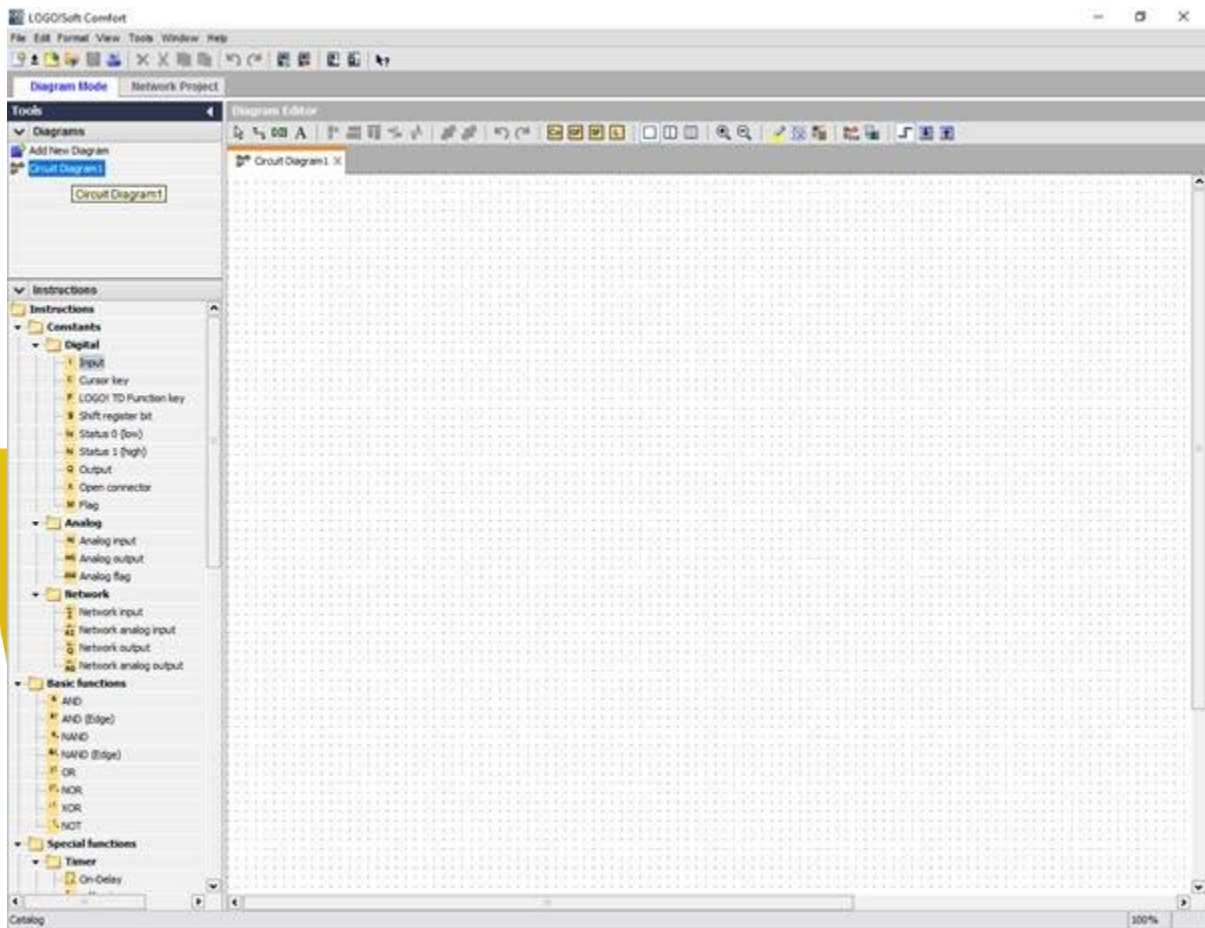 LOGO!Soft Comfort
File Edit Format View Tools Window Help
Diagram Mode Network Project
Tools
Diagram Editor
Diagrams
Add New Diagram
Circuit Diagram1
Circuit Diagram1 X
Circuit Diagram1
Instructions
Instructions
Constants
Digital
Input
Cursor key
LOGO! TD Function key
Shift register bit
Status 0 (low)
Status 1 (high)
Output
Open connector
Flag
Analog
Analog input
Analog output
Analog flag
Network
Network input
Network analog input
Network output
Network analog output
Basic functions
AND
AND (Edge)
NAND
NAND (Edge)
OR
NOR
XOR
NOT
Special functions
Timer
On-Delay
Catalog
100%